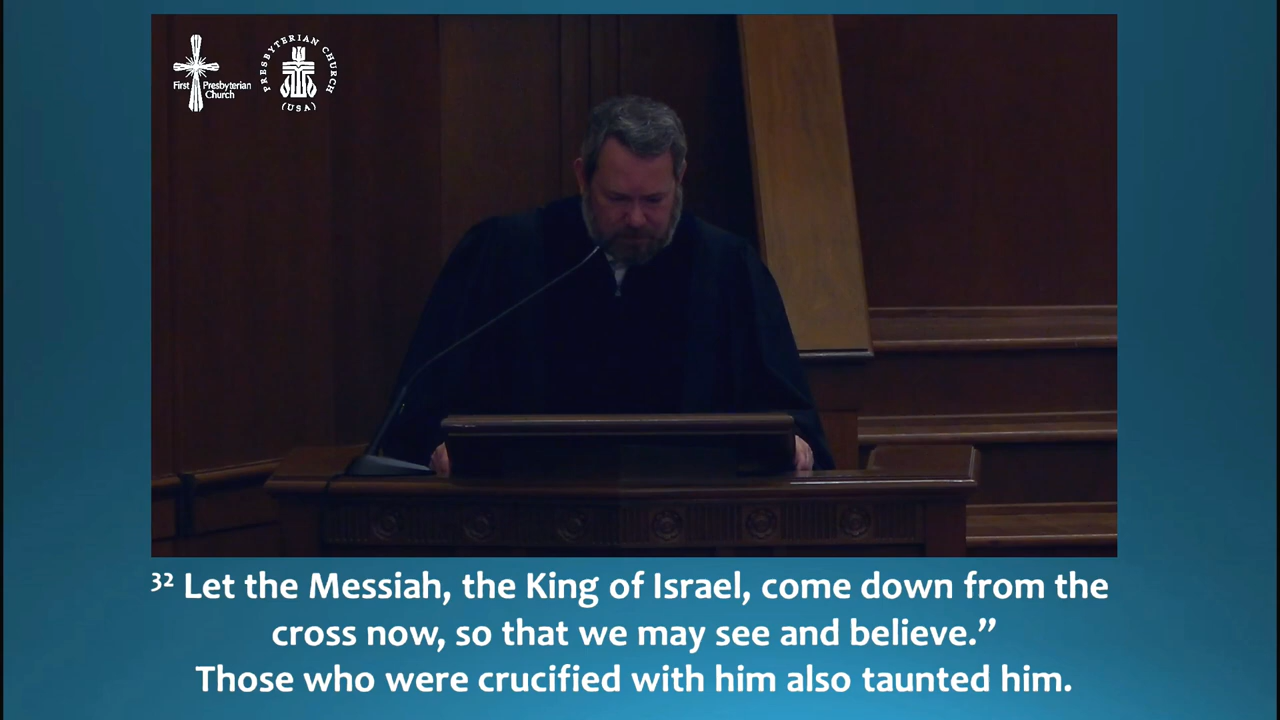 First Presbyterian
Church
PRESBYTERIAN CHURCH
(USA)
³² Let the Messiah, the King of Israel, come down from the
cross now, so that we may see and believe.”
Those who were crucified with him also taunted him.